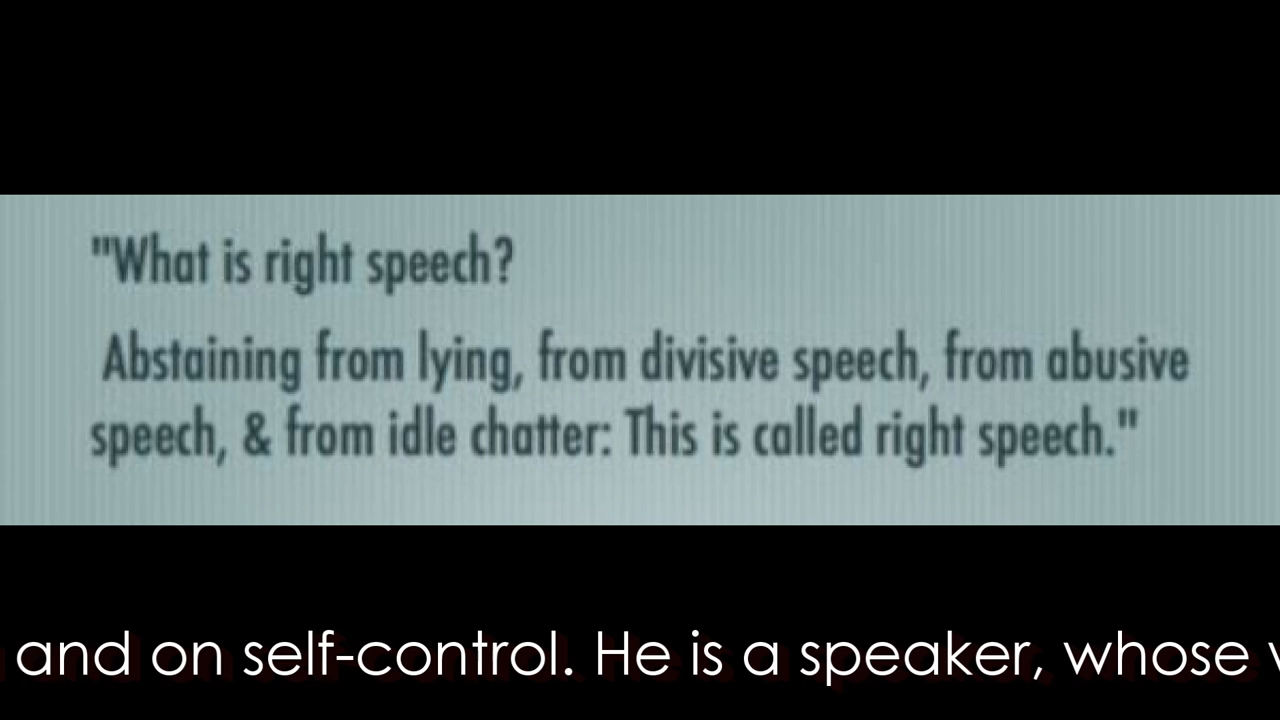 "What is right speech?
Abstaining from lying, from divisive speech, from abusive
speech, & from idle chatter: This is called right speech."
and on self-control. He is a speaker, whose